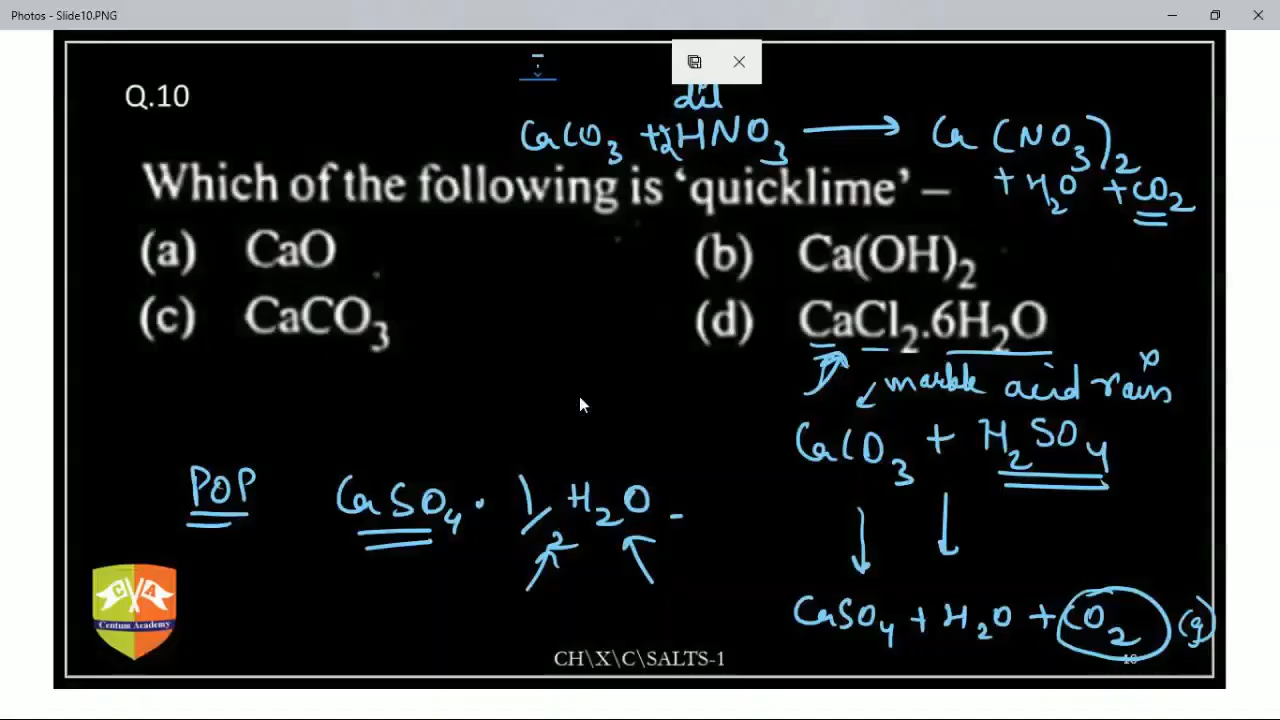 Photos - Slide10.PNG
Q.10
dil
CaCO3 + 2HNO3 → Ca(NO3)2
+ H2O + CO2
Which of the following is ‘quicklime’ –
(a) CaO
(b) Ca(OH)2
(c) CaCO3
(d) CaCl2.6H2O
marble acid rain
CaCO3 + H2SO4
POP CaSO4 . 1/2 H2O
CaSO4 + H2O + CO2 (g)
C A
Centum Academy
CH\X\C\SALTS-1
10